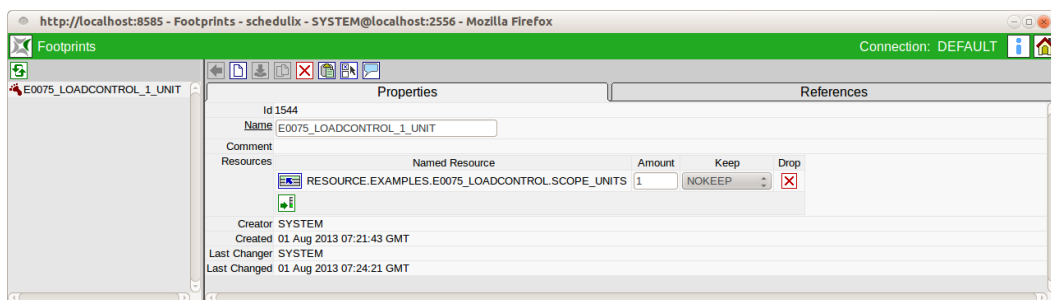 http://localhost:8585 - Footprints - schedulix - SYSTEM@localhost:2556 - Mozilla Firefox
Footprints Connection: DEFAULT
E0075_LOADCONTROL_1_UNIT
Properties References
Id 1544
Name E0075_LOADCONTROL_1_UNIT
Comment
Resources Named Resource Amount Keep Drop
RESOURCE.EXAMPLES.E0075_LOADCONTROL.SCOPE_UNITS 1 NOKEEP
Creator SYSTEM
Created 01 Aug 2013 07:21:43 GMT
Last Changer SYSTEM
Last Changed 01 Aug 2013 07:24:21 GMT